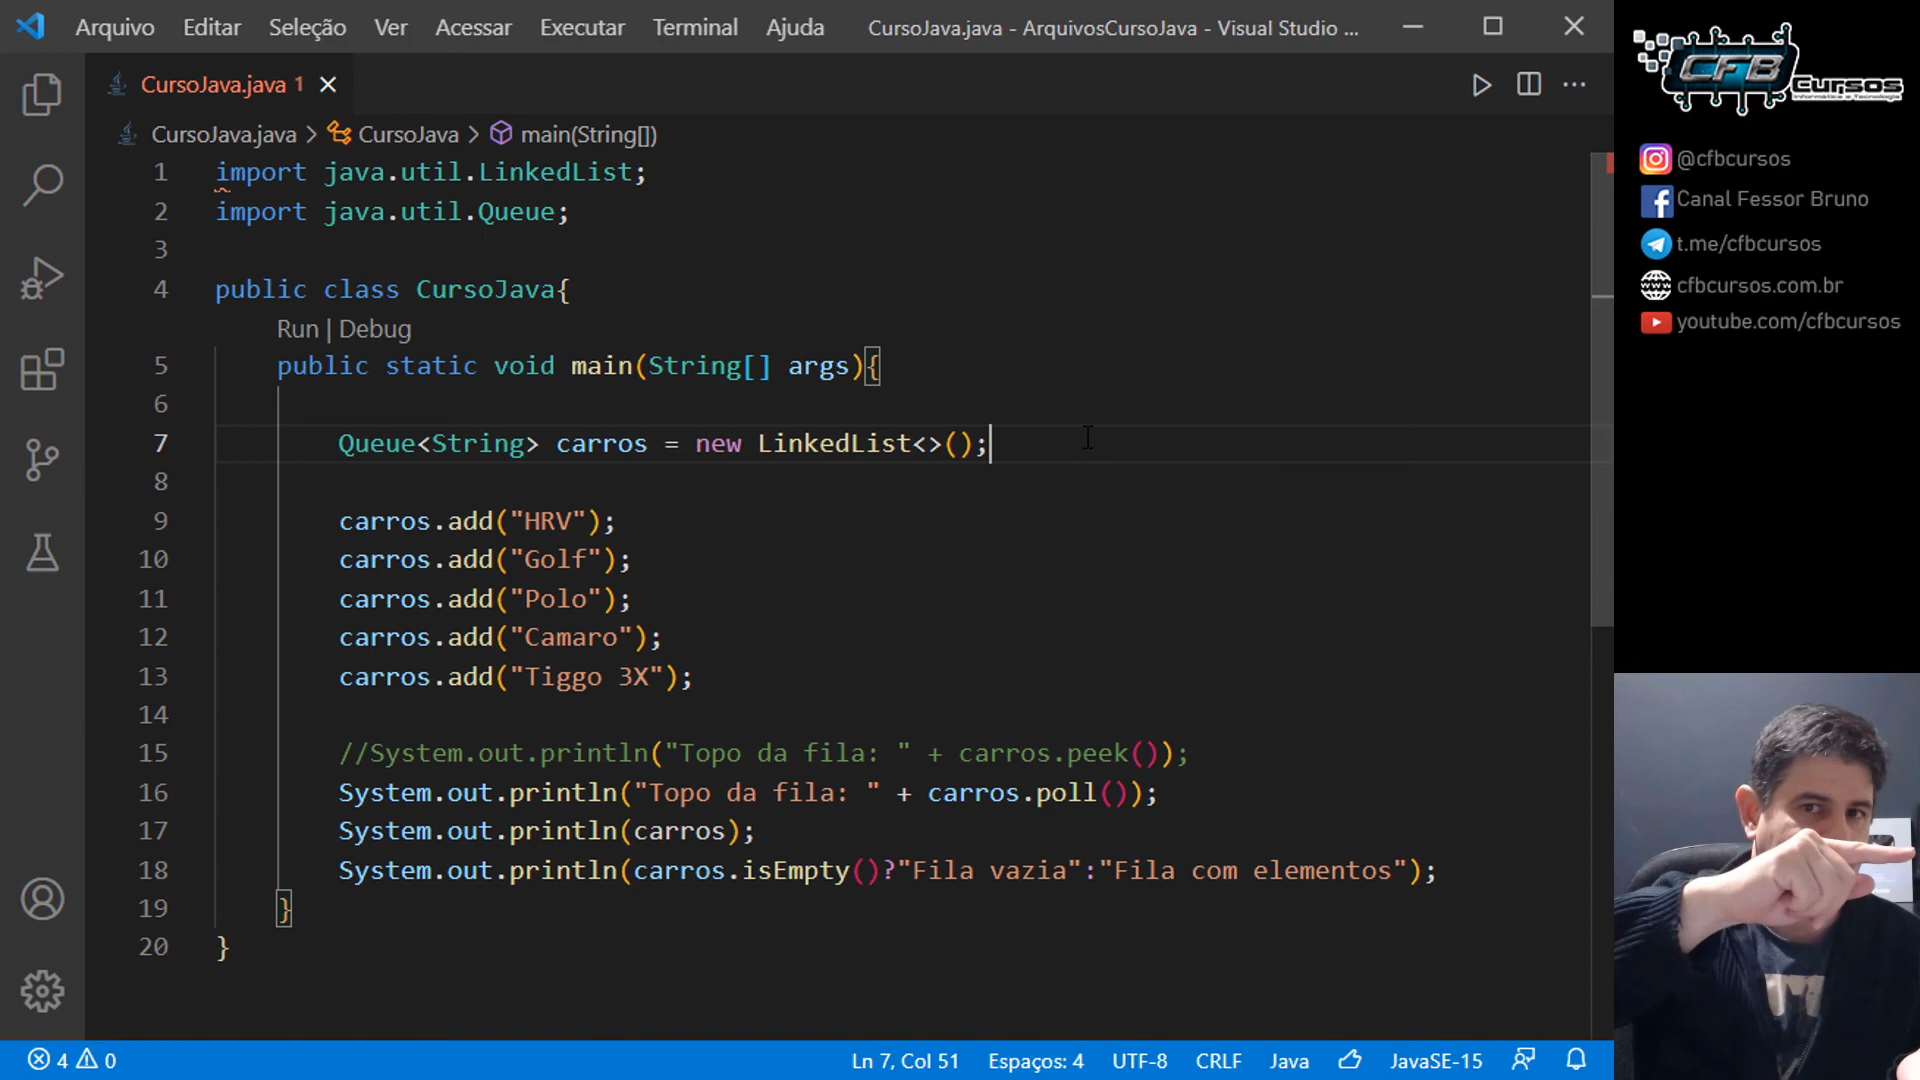 Arquivo Editar Seleção Ver Acessar Executar Terminal Ajuda CursoJava.java - ArquivosCursoJava - Visual Studio ...
CursoJava.java 1
CursoJava.java > CursoJava > main(String[])
1 import java.util.LinkedList;
2 import java.util.Queue;
3
4 public class CursoJava{
Run | Debug
5 public static void main(String[] args){
6
7 Queue<String> carros = new LinkedList<>();
8
9 carros.add("HRV");
10 carros.add("Golf");
11 carros.add("Polo");
12 carros.add("Camaro");
13 carros.add("Tiggo 3X");
14
15 //System.out.println("Topo da fila: " + carros.peek());
16 System.out.println("Topo da fila: " + carros.poll());
17 System.out.println(carros);
18 System.out.println(carros.isEmpty()?"Fila vazia":"Fila com elementos");
19 }
20 }
4 0 Ln 7, Col 51 Espaços: 4 UTF-8 CRLF Java JavaSE-15
CFB Cursos
Informática e Tecnologia
@cfbcursos
Canal Fessor Bruno
t.me/cfbcursos
cfbcursos.com.br
youtube.com/cfbcursos